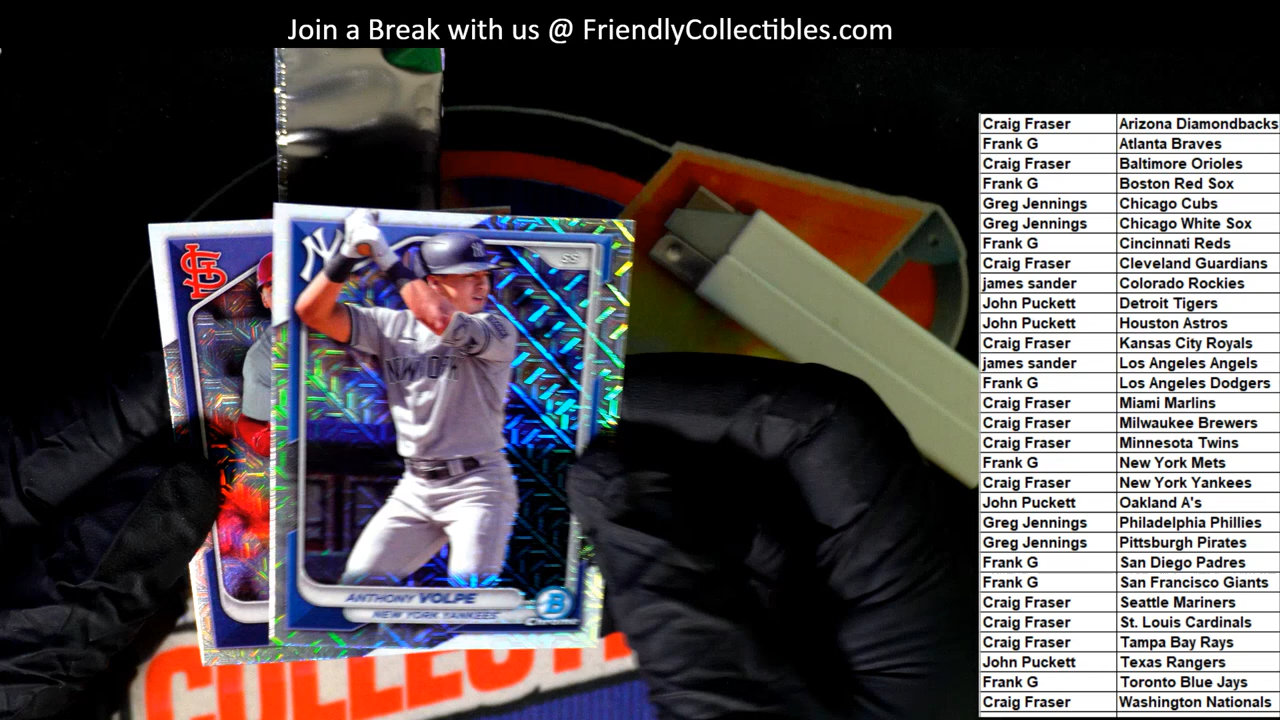 Join a Break with us @ FriendlyCollectibles.com
Craig Fraser Arizona Diamondbacks
Frank G Atlanta Braves
Craig Fraser Baltimore Orioles
Frank G Boston Red Sox
Greg Jennings Chicago Cubs
Greg Jennings Chicago White Sox
Frank G Cincinnati Reds
Craig Fraser Cleveland Guardians
james sander Colorado Rockies
John Puckett Detroit Tigers
John Puckett Houston Astros
Craig Fraser Kansas City Royals
james sander Los Angeles Angels
Frank G Los Angeles Dodgers
Craig Fraser Miami Marlins
Craig Fraser Milwaukee Brewers
Craig Fraser Minnesota Twins
Frank G New York Mets
Craig Fraser New York Yankees
John Puckett Oakland A's
Greg Jennings Philadelphia Phillies
Greg Jennings Pittsburgh Pirates
Frank G San Diego Padres
Frank G San Francisco Giants
Craig Fraser Seattle Mariners
Craig Fraser St. Louis Cardinals
Craig Fraser Tampa Bay Rays
John Puckett Texas Rangers
Frank G Toronto Blue Jays
Craig Fraser Washington Nationals
NY
SS
NEW YORK
ANTHONY VOLPE
NEW YORK YANKEES
B